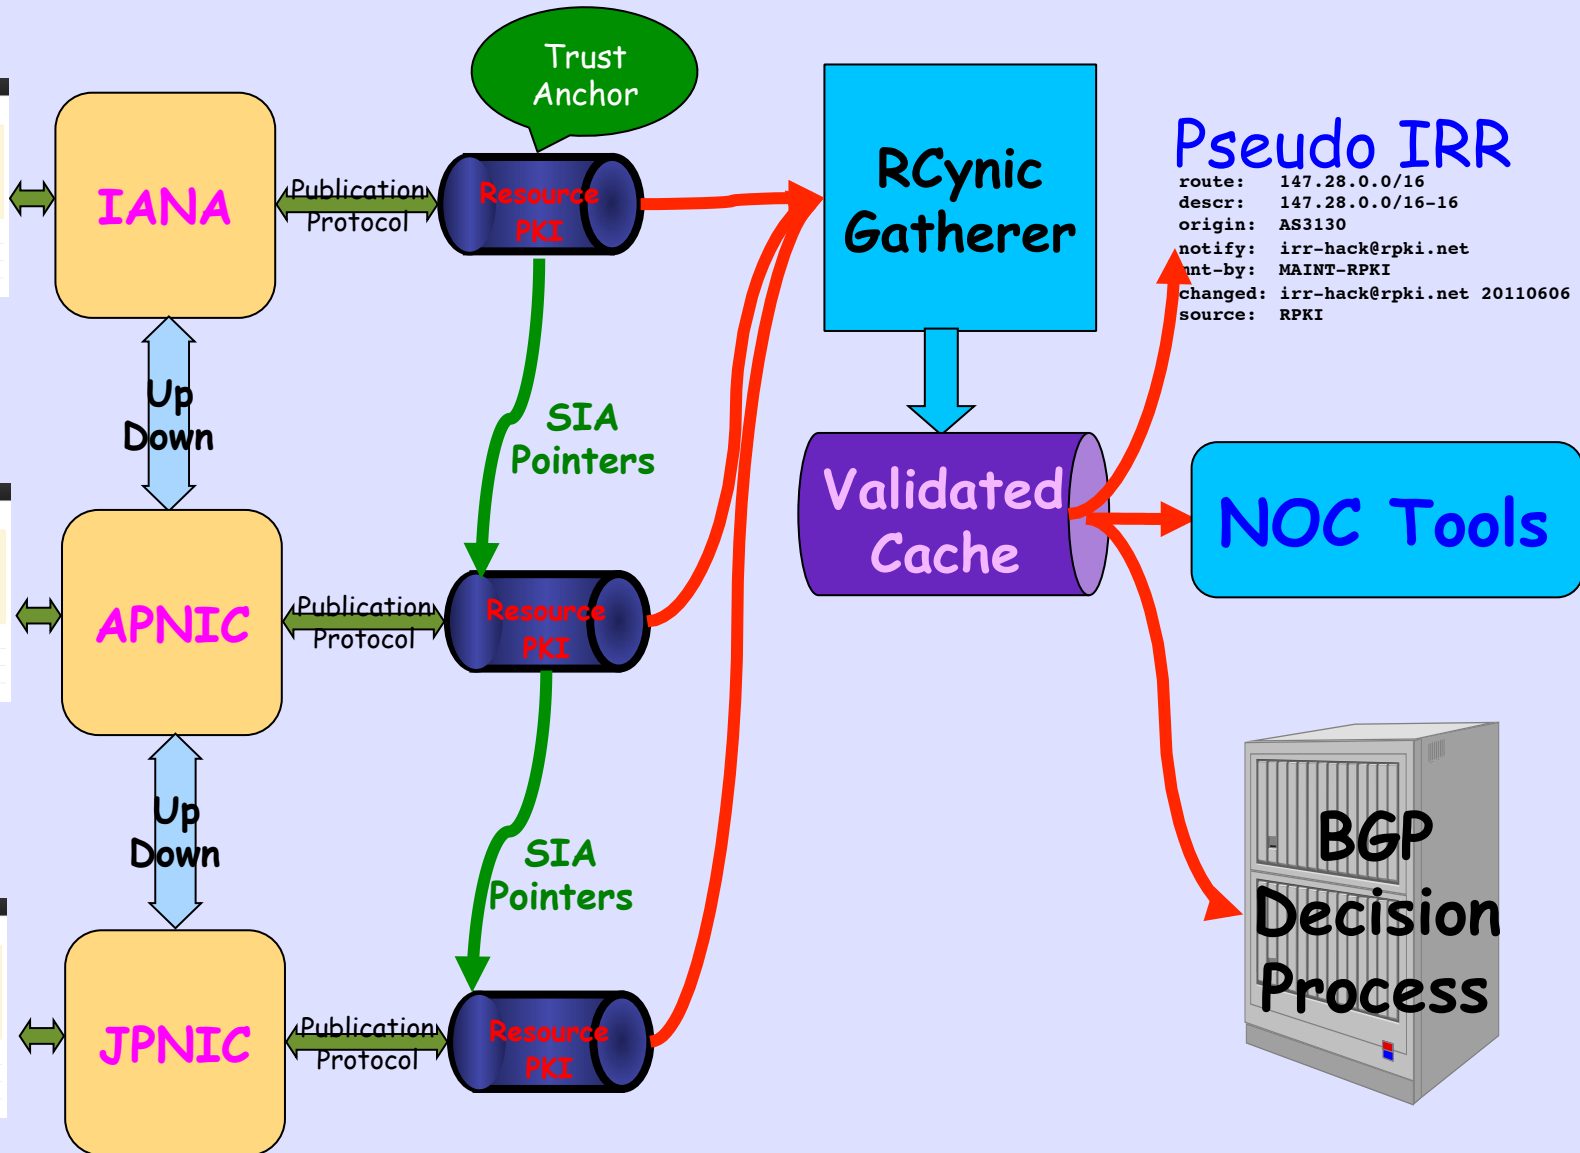 Trust
Anchor
IANA
Publication
Protocol
Resource
PKI
RCynic
Gatherer
Pseudo IRR
route: 147.28.0.0/16
descr: 147.28.0.0/16-16
origin: AS3130
notify: irr-hack@rpki.net
mnt-by: MAINT-RPKI
changed: irr-hack@rpki.net 20110606
source: RPKI
Up
Down
SIA
Pointers
Validated
Cache
NOC Tools
APNIC
Publication
Protocol
Resource
PKI
Up
Down
SIA
Pointers
BGP
Decision
Process
JPNIC
Publication
Protocol
Resource
PKI